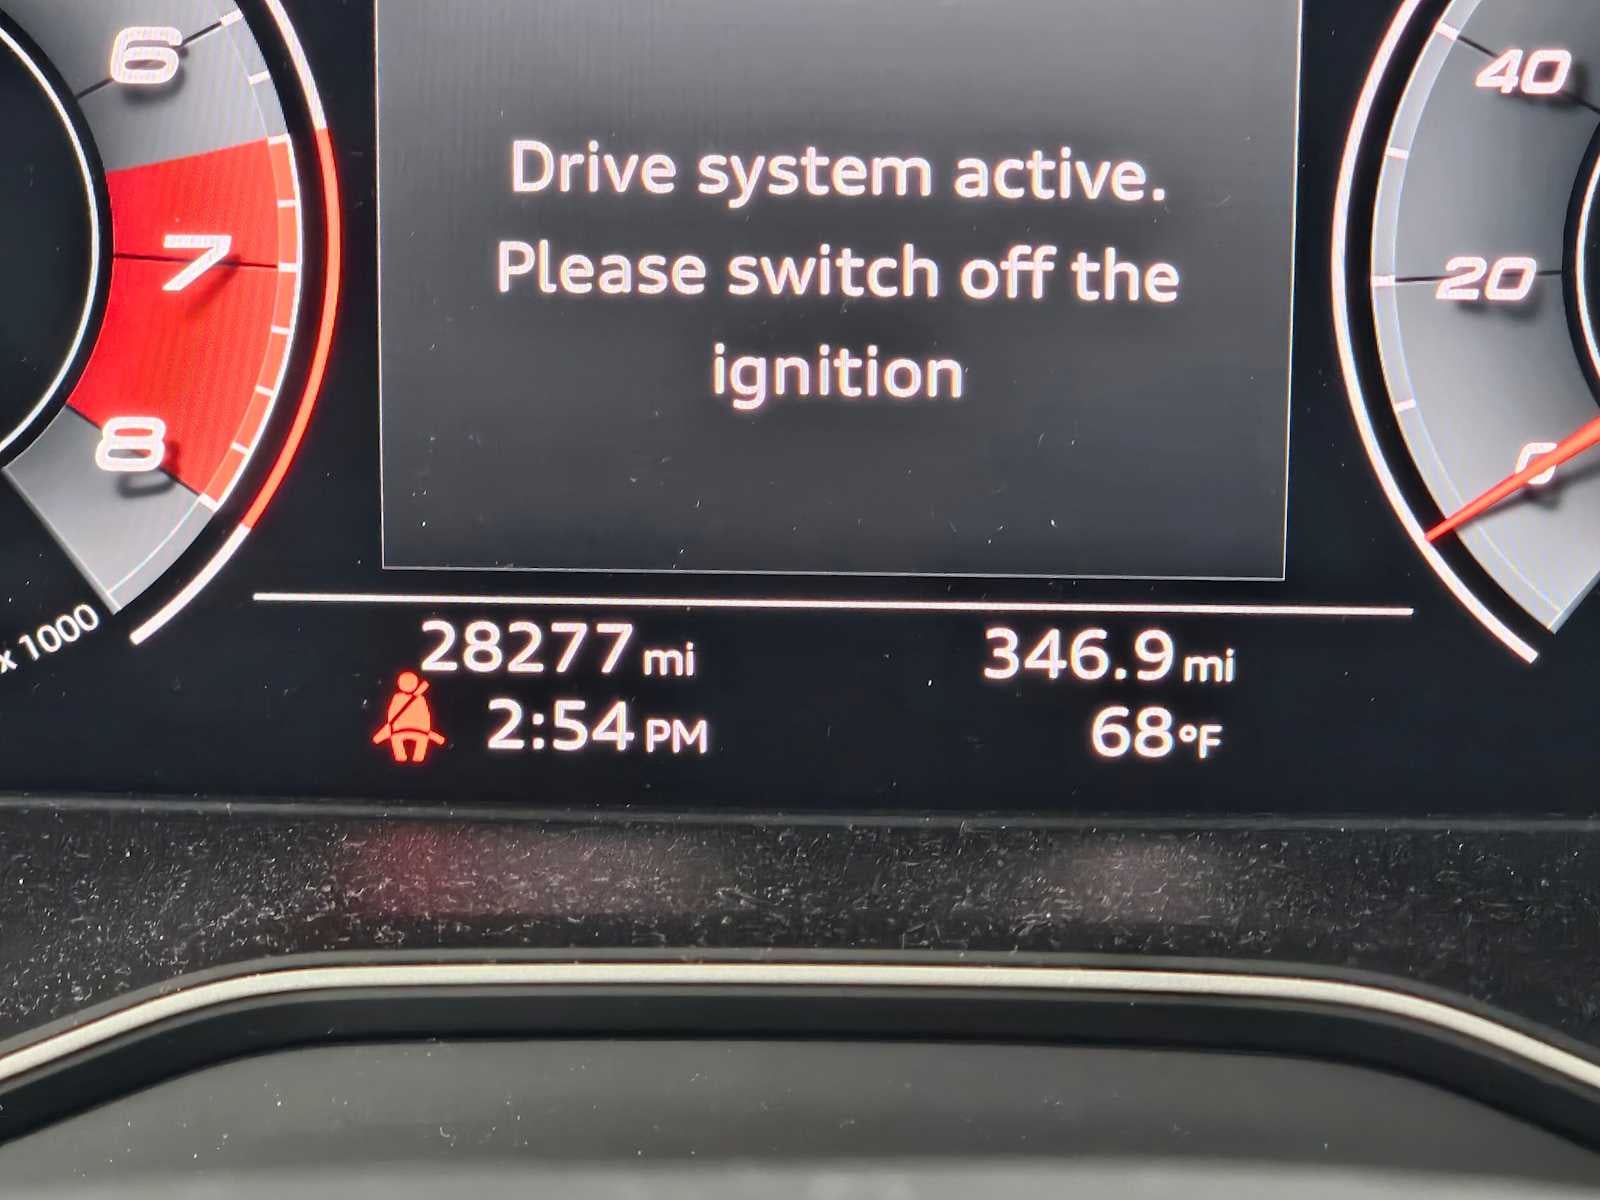 6
40
Drive system active.
Please switch off the
7
20
ignition
8
0
x 1000
28277 mi
346.9 mi
2:54 PM
68°F